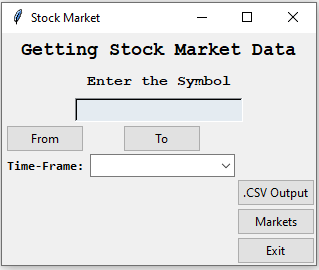 Stock Market
Getting Stock Market Data
Enter the Symbol
From To
Time-Frame:
.CSV Output
Markets
Exit